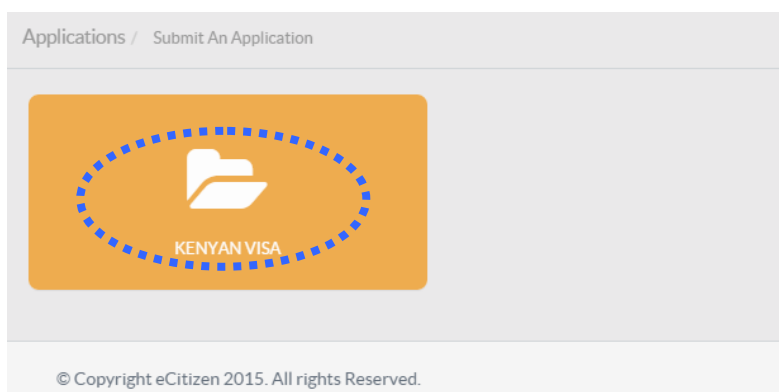 Applications / Submit An Application
KENYAN VISA
© Copyright eCitizen 2015. All rights Reserved.